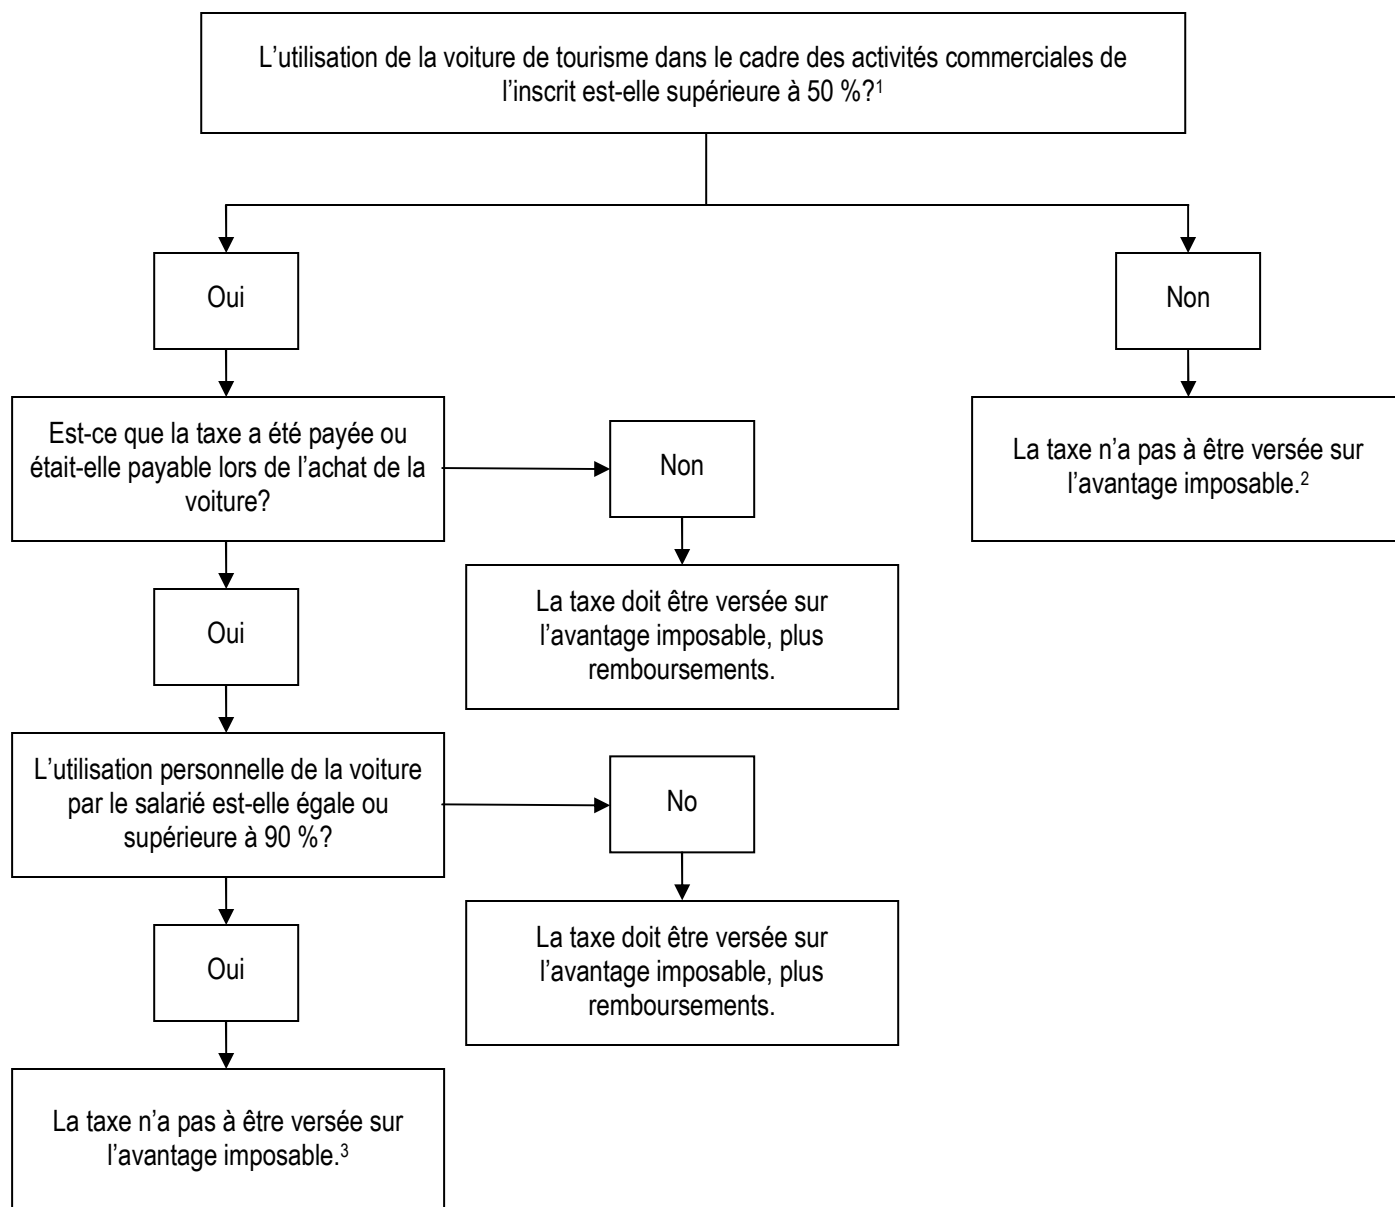 L’utilisation de la voiture de tourisme dans le cadre des activités commerciales de
l’inscrit est-elle supérieure à 50 %?1
Oui
Non
Est-ce que la taxe a été payée ou
était-elle payable lors de l’achat de la
voiture?
Non
La taxe n’a pas à être versée sur
l’avantage imposable.2
Oui
La taxe doit être versée sur
l’avantage imposable, plus
remboursements.
L’utilisation personnelle de la voiture
par le salarié est-elle égale ou
supérieure à 90 %?
No
Oui
La taxe doit être versée sur
l’avantage imposable, plus
remboursements.
La taxe n’a pas à être versée sur
l’avantage imposable.3